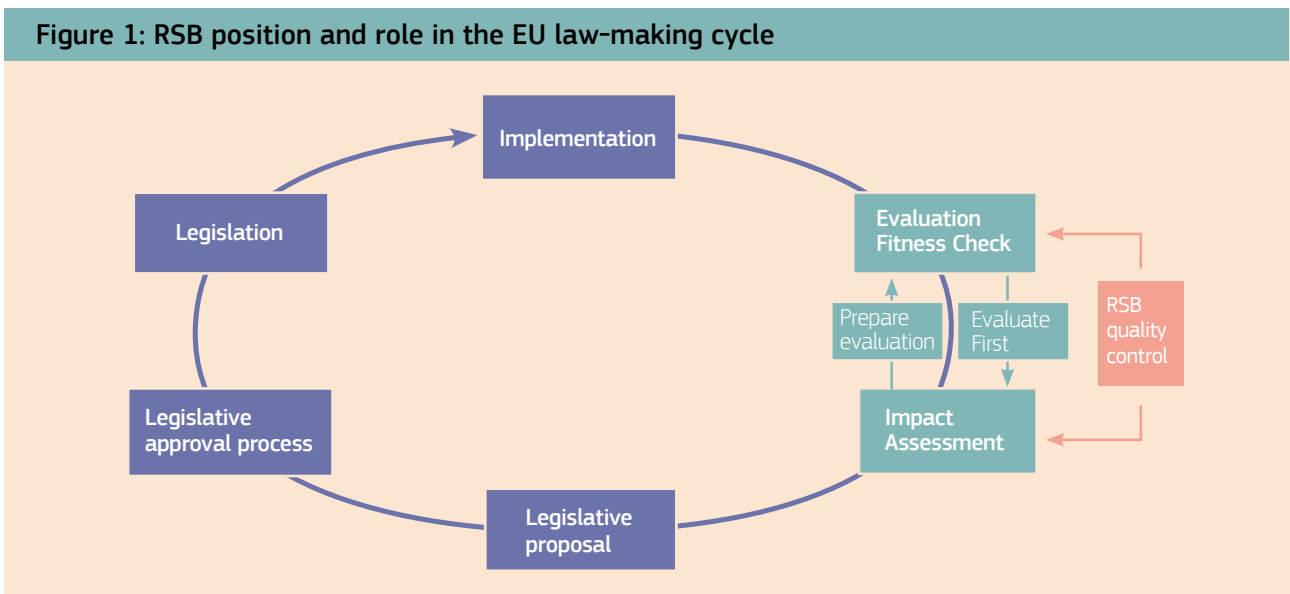 Figure 1: RSB position and role in the EU law-making cycle
Implementation
Legislation
Evaluation
Fitness Check
Prepare
evaluation
Evaluate
First
RSB
quality
control
Legislative
approval process
Impact
Assessment
Legislative
proposal